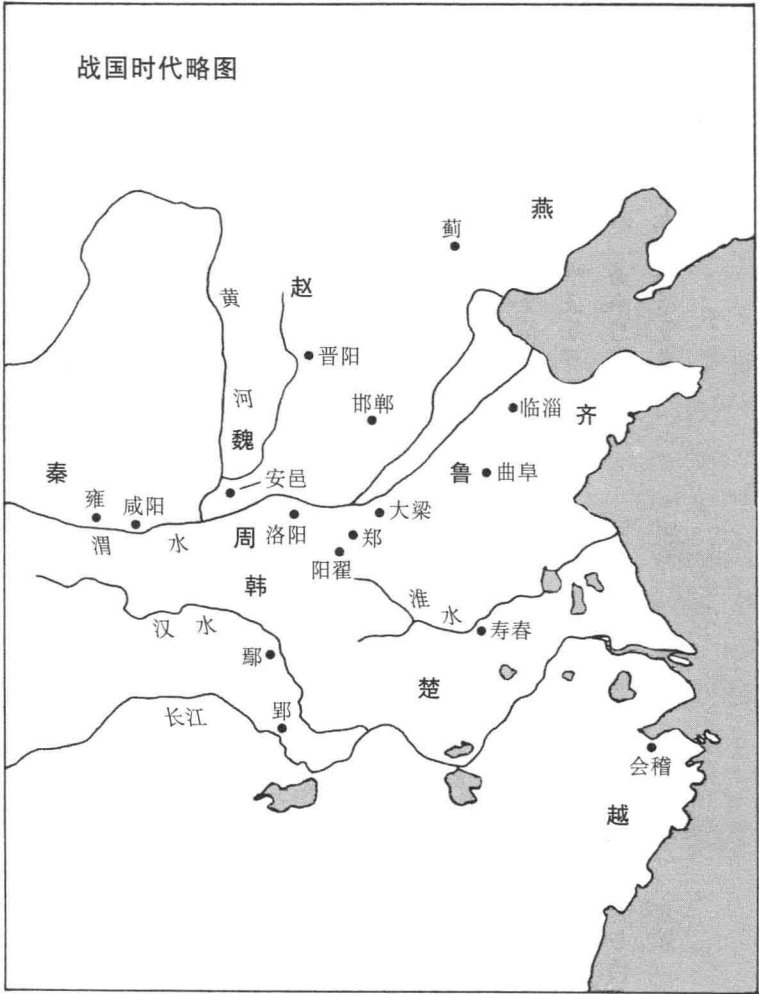 战国时代略图
燕
蓟
赵
黄
河
晋阳
邯郸
临淄
齐
魏
秦
安邑
鲁
曲阜
雍
咸阳
大梁
渭
水
周
洛阳
郑
阳翟
韩
淮
水
汉
水
寿春
鄢
楚
长江
郢
会稽
越